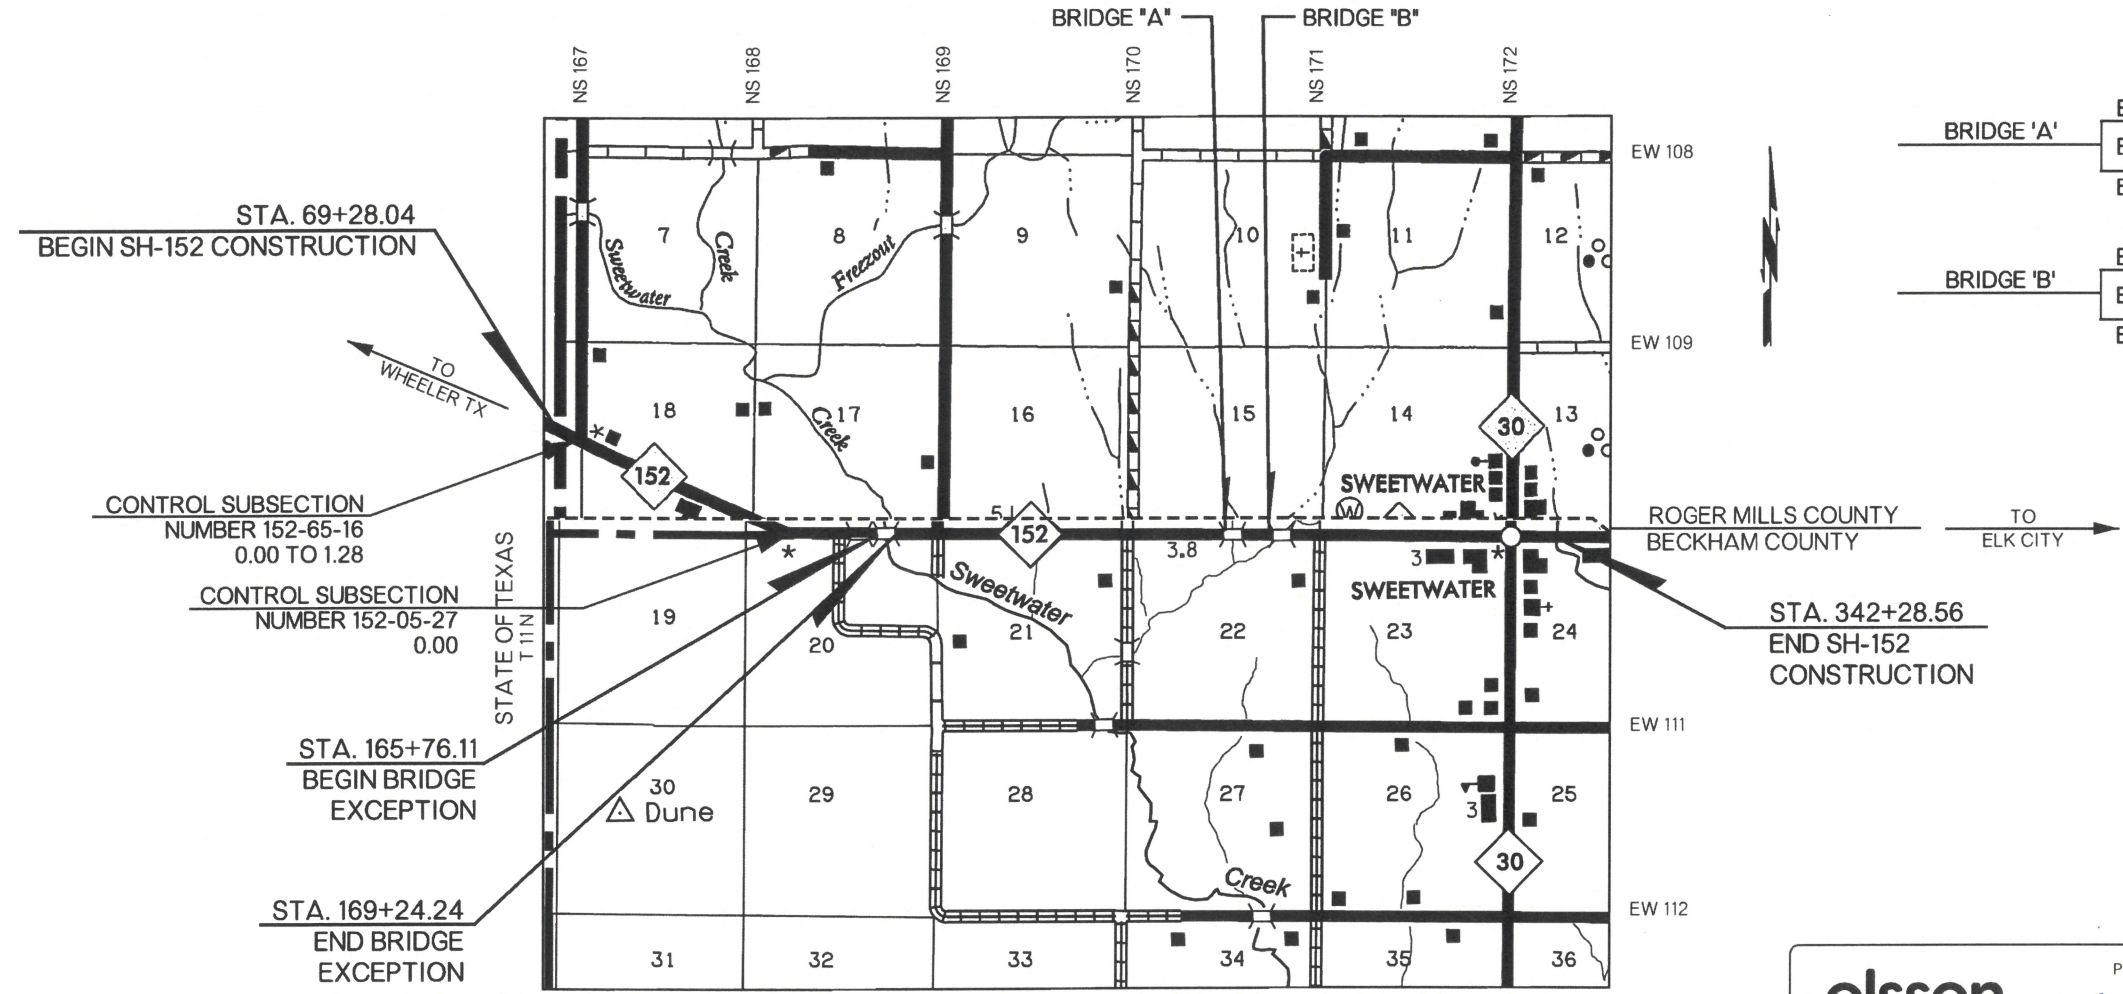 BRIDGE "A"
BRIDGE "B"
NS 167
NS 168
NS 169
NS 170
NS 171
NS 172
BRIDGE 'A'
EW 108
STA. 69+28.04
BEGIN SH-152 CONSTRUCTION
7
8
9
10
11
12
Sweetwater
Creek
Freezout
BRIDGE 'B'
EW 109
TO
WHEELER TX
18
17
16
15
14
13
Creek
30
152
SWEETWATER
W
CONTROL SUBSECTION
NUMBER 152-65-16
0.00 TO 1.28
5
152
3.8
ROGER MILLS COUNTY
BECKHAM COUNTY
TO
ELK CITY
3
SWEETWATER
CONTROL SUBSECTION
NUMBER 152-05-27
0.00
STATE OF TEXAS
T 11 N
19
20
21
22
23
24
Sweetwater
STA. 342+28.56
END SH-152
CONSTRUCTION
EW 111
STA. 165+76.11
BEGIN BRIDGE
EXCEPTION
30
Dune
29
28
27
26
25
3
30
Creek
STA. 169+24.24
END BRIDGE
EXCEPTION
EW 112
31
32
33
34
35
36
olsson